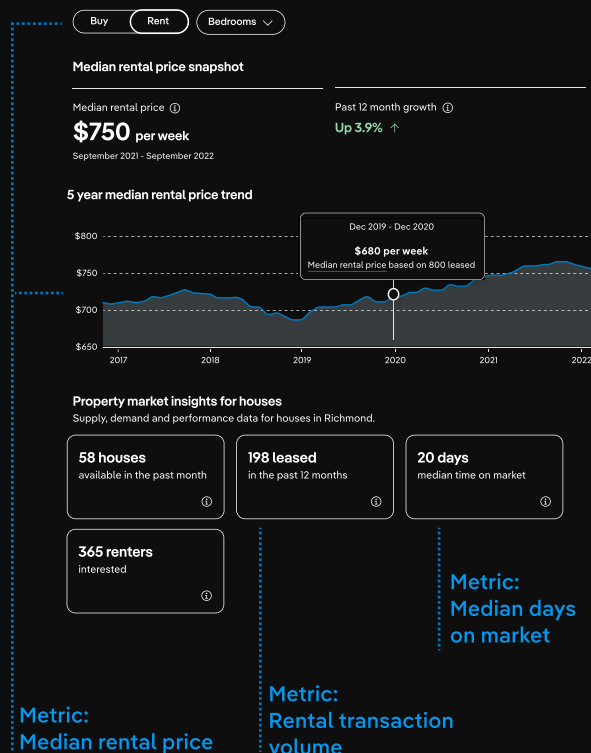 Buy Rent Bedrooms
Median rental price snapshot
Median rental price
$750 per week
September 2021 - September 2022
Past 12 month growth
Up 3.9% ↑
5 year median rental price trend
Dec 2019 - Dec 2020
$680 per week
Median rental price based on 800 leased
$800
$750
$700
$650
2017 2018 2019 2020 2021 2022
Property market insights for houses
Supply, demand and performance data for houses in Richmond.
58 houses
available in the past month
198 leased
in the past 12 months
20 days
median time on market
365 renters
interested
Metric:
Median days
on market
Metric:
Rental transaction
volume
Metric:
Median rental price